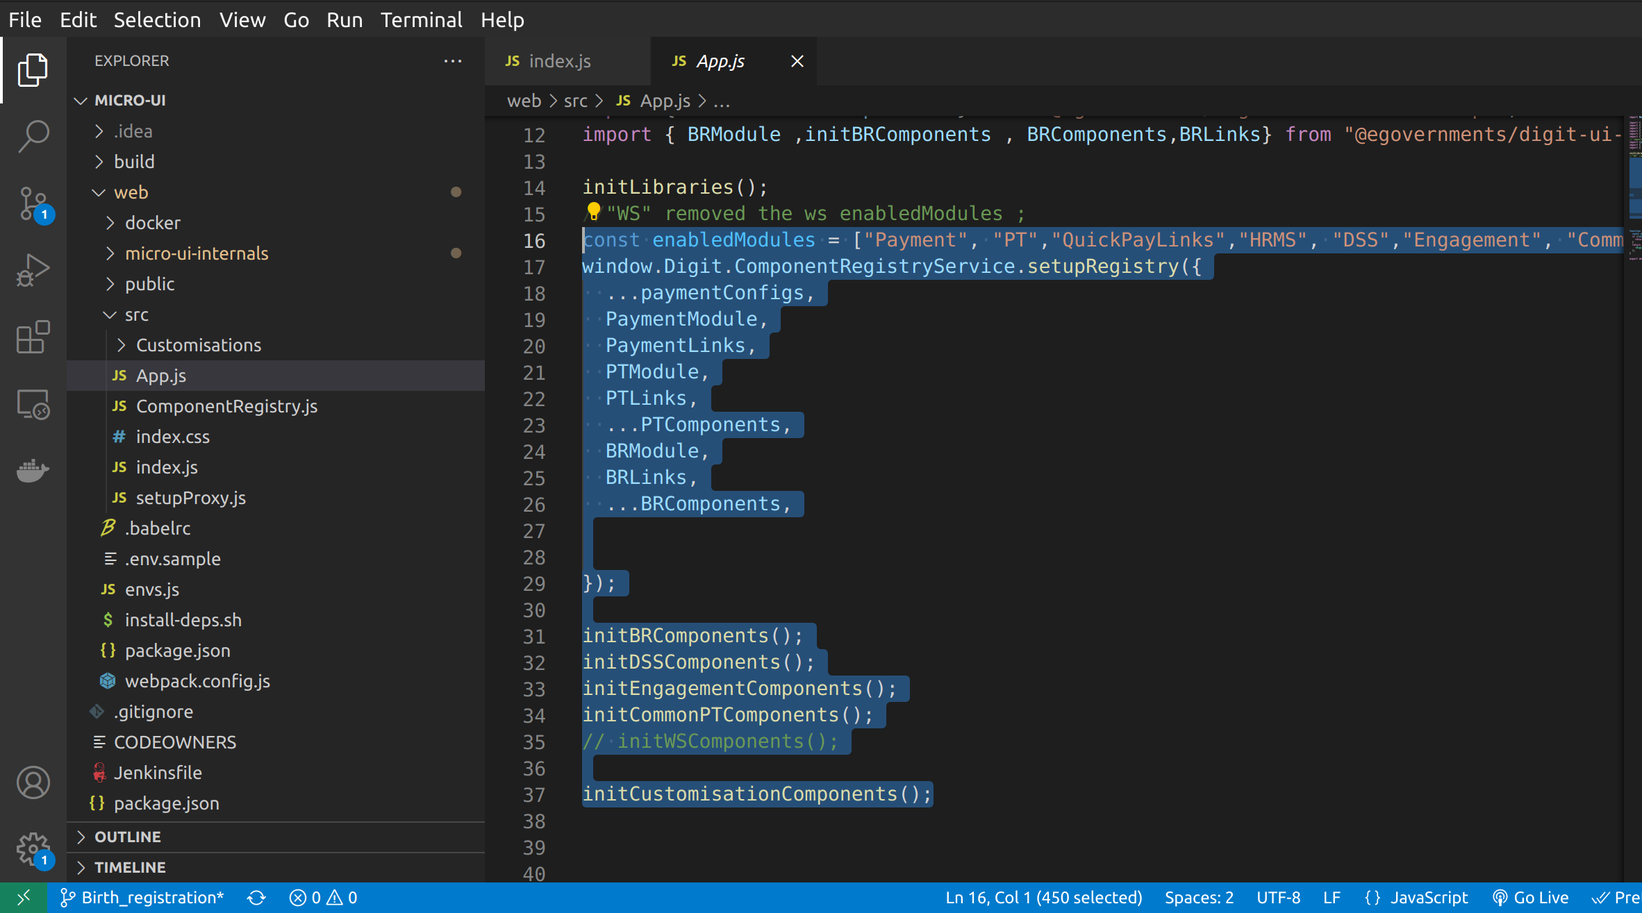 File Edit Selection View Go Run Terminal Help
EXPLORER
MICRO-UI
.idea
build
web
docker
micro-ui-internals
public
src
Customisations
JS App.js
JS ComponentRegistry.js
# index.css
JS index.js
JS setupProxy.js
.babelrc
.env.sample
JS envs.js
$ install-deps.sh
{} package.json
webpack.config.js
.gitignore
CODEOWNERS
Jenkinsfile
{} package.json
OUTLINE
TIMELINE
1
1
JS index.js
JS App.js
web > src > JS App.js > ...
12 import { BRModule ,initBRComponents , BRComponents,BRLinks} from "@egovernments/digit-ui-
13
14 initLibraries();
15 "WS" removed the ws enabledModules ;
16 const enabledModules = ["Payment", "PT","QuickPayLinks","HRMS", "DSS","Engagement", "Comm
17 window.Digit.ComponentRegistryService.setupRegistry({
18 ...paymentConfigs,
19 PaymentModule,
20 PaymentLinks,
21 PTModule,
22 PTLinks,
23 ...PTComponents,
24 BRModule,
25 BRLinks,
26 ...BRComponents,
27
28
29 });
30
31 initBRComponents();
32 initDSSComponents();
33 initEngagementComponents();
34 initCommonPTComponents();
35 // initWSComponents();
36
37 initCustomisationComponents();
38
39
40
Birth_registration* 0 0 Ln 16, Col 1 (450 selected) Spaces: 2 UTF-8 LF {} JavaScript Go Live Pre